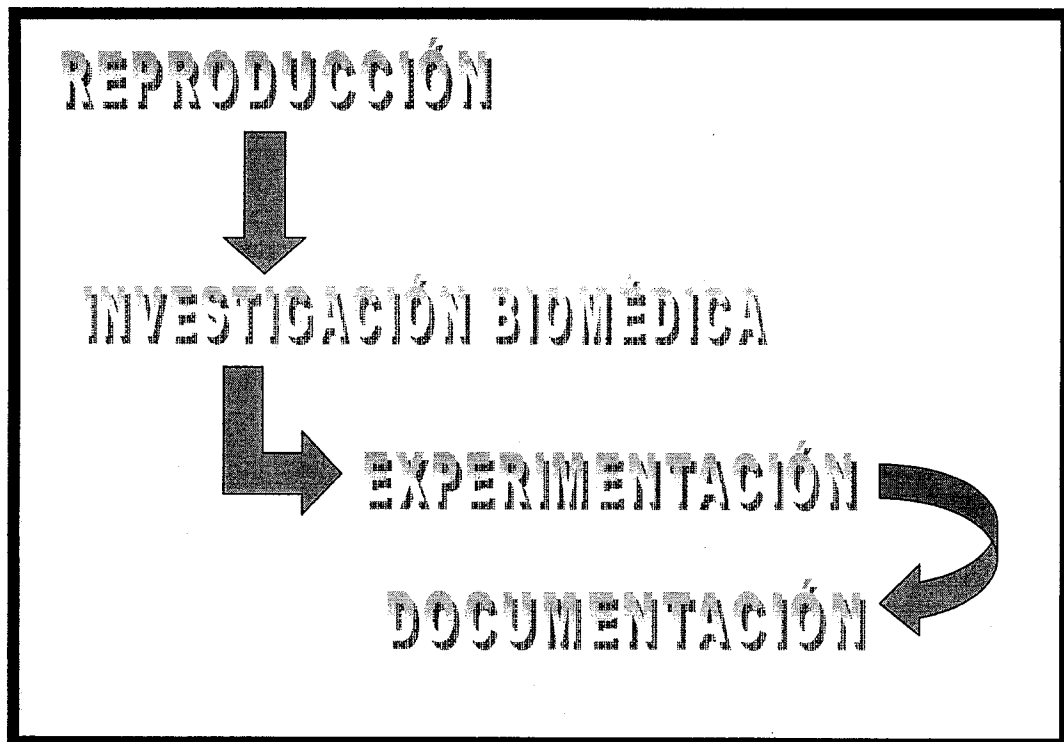 REPRODUCCIÓN
INVESTIGACIÓN BIOMÉDICA
EXPERIMENTACIÓN
DOCUMENTACIÓN